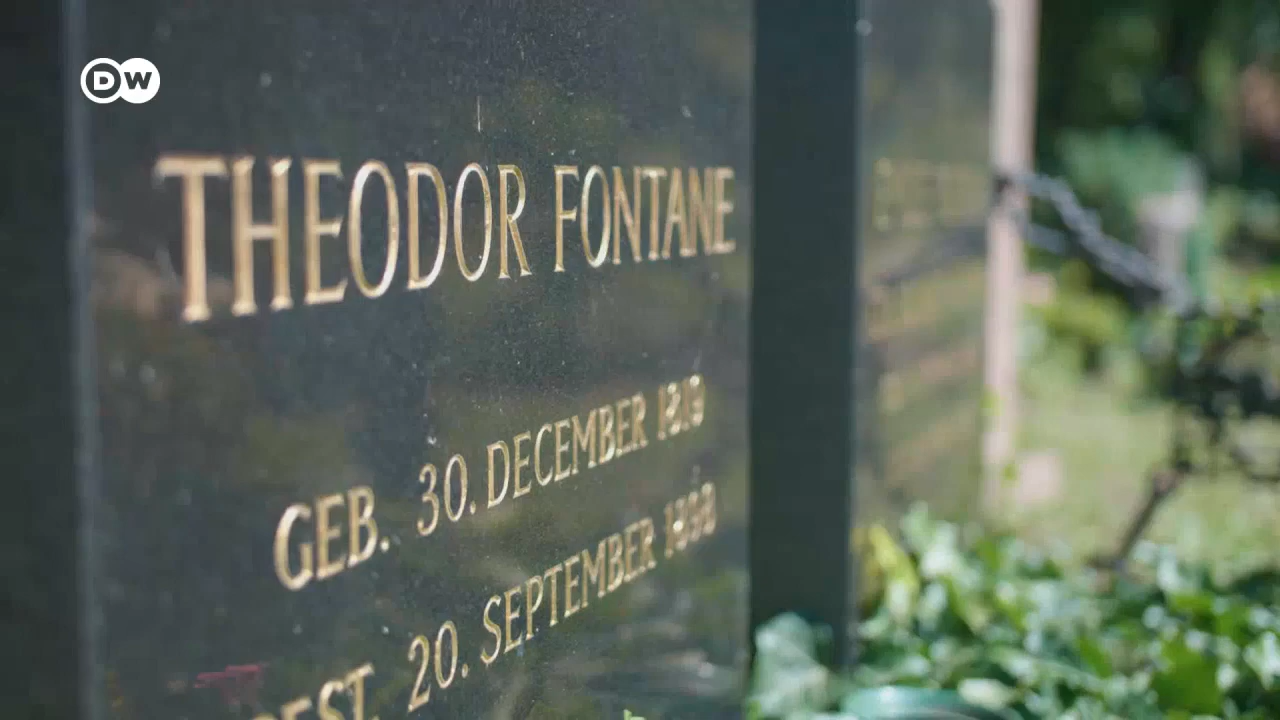 DW
THEODOR FONTANE
GEB. 30. DECEMBER 1819
GEST. 20. SEPTEMBER 1898